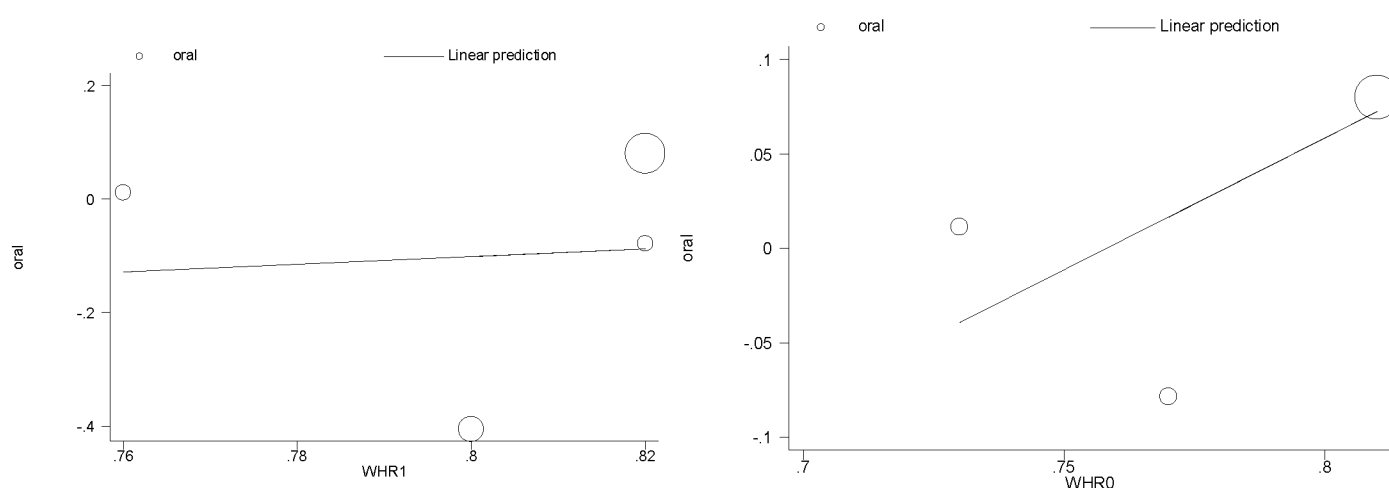 oral Linear prediction
.2
0
-.2
-.4
oral
.76 .78 .8 .82
WHR1
oral Linear prediction
.1
.05
0
-.05
-.1
oral
.7 .75 .8
WHR0